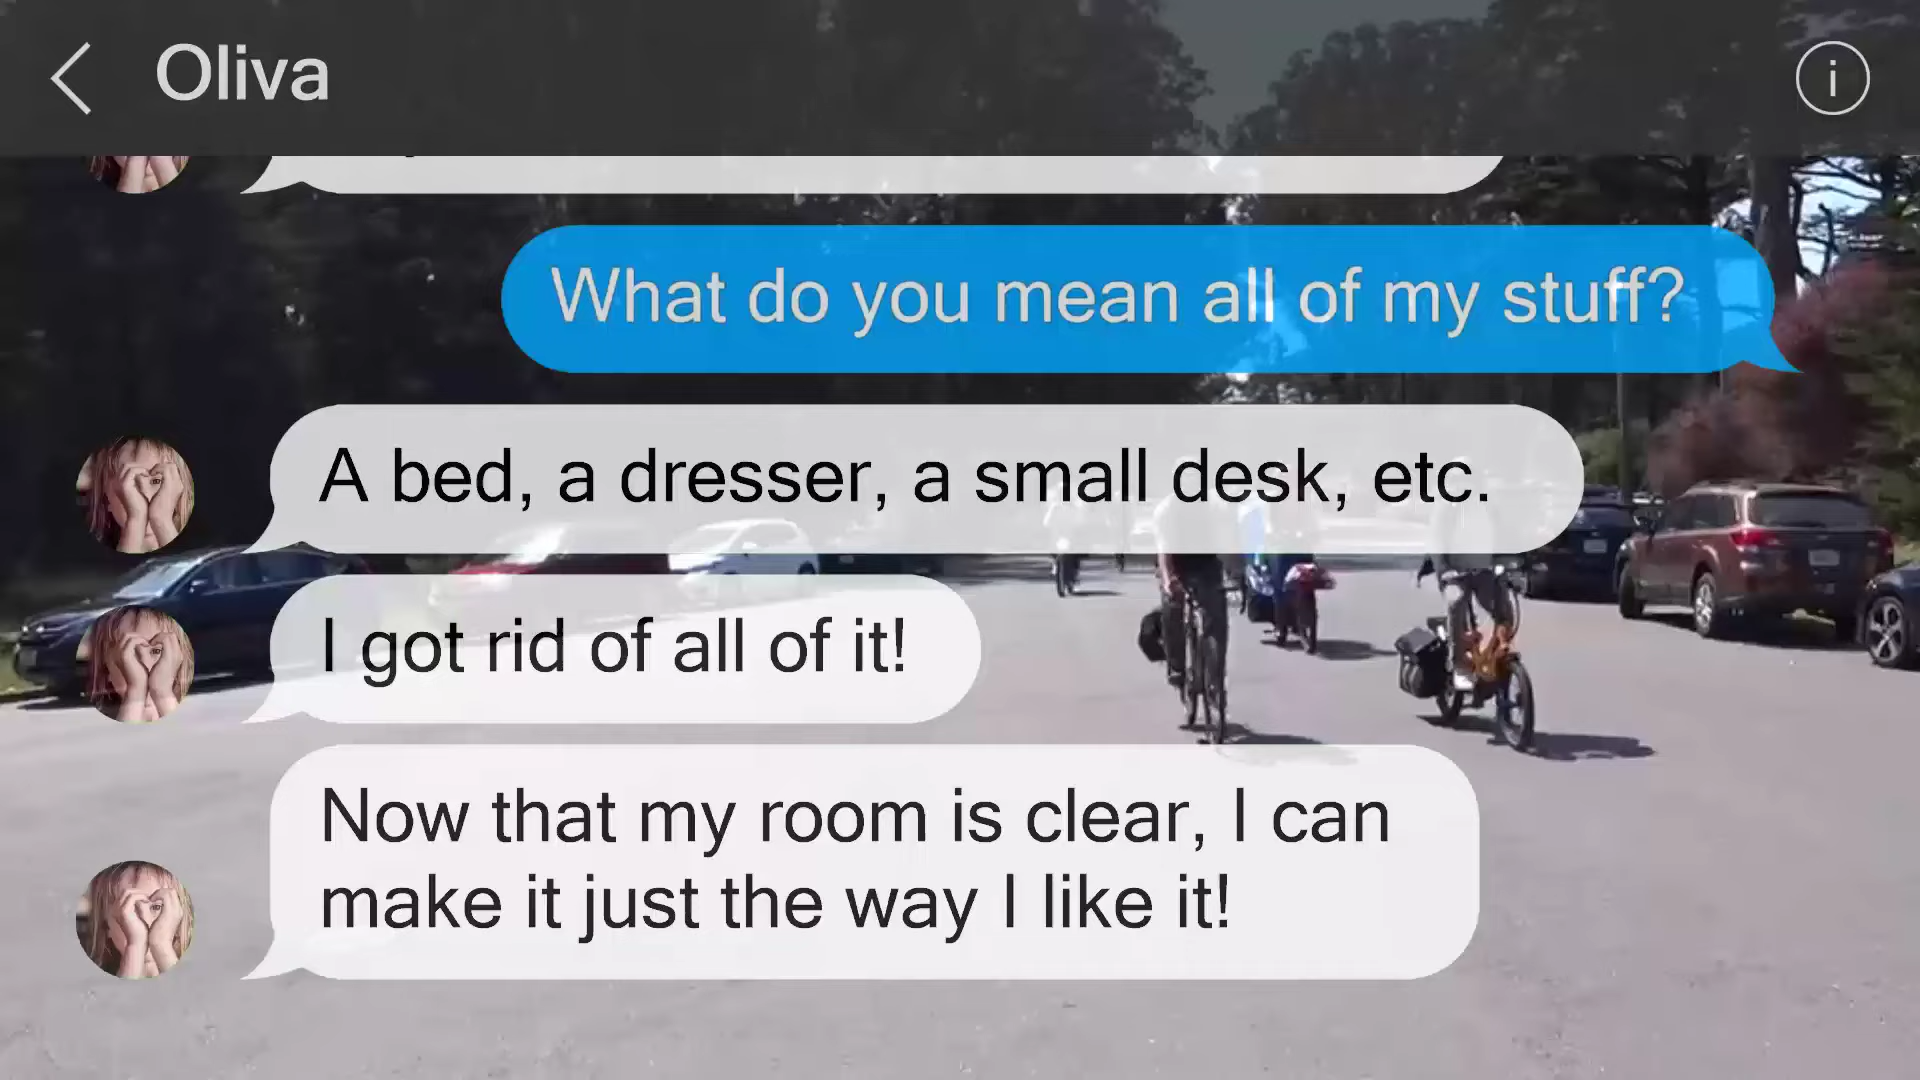 Oliva
What do you mean all of my stuff?
A bed, a dresser, a small desk, etc.
I got rid of all of it!
Now that my room is clear, I can
make it just the way I like it!